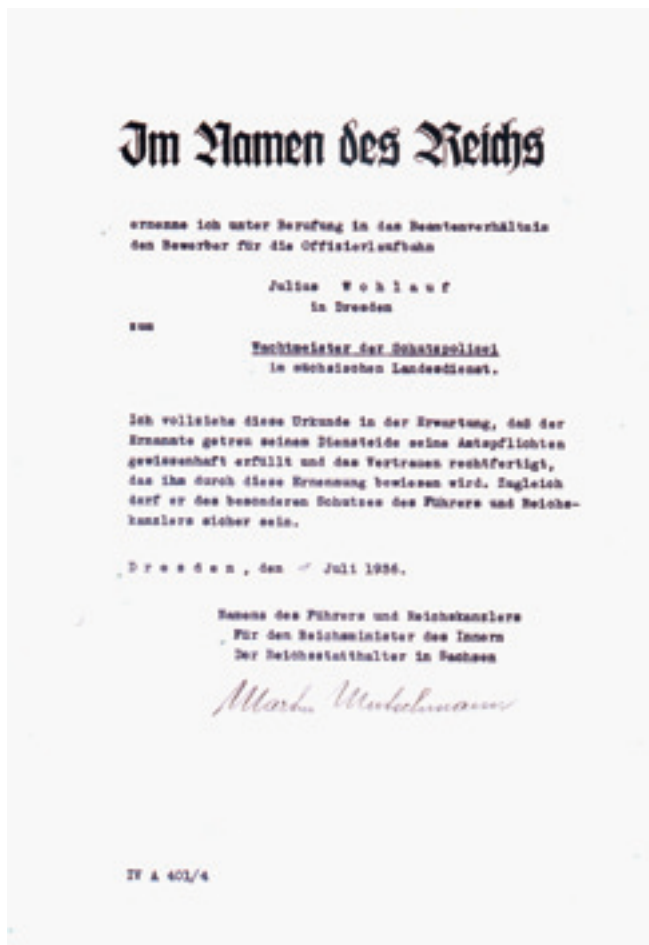 Im Namen des Reichs
ernenne ich unter Berufung in das Beamtenverhältnis
den Bewerber für die Offizierlaufbahn
Julius Wohlauf
in Dresden
zum
Wachtmeister der Schutzpolizei
im sächsischen Landesdienst.
Ich vollziehe diese Urkunde in der Erwartung, daß der
Ernannte getreu seinem Diensteide seine Amtspflichten
gewissenhaft erfüllt und das Vertrauen rechtfertigt,
das ihm durch diese Ernennung bewiesen wird. Zugleich
darf er des besonderen Schutzes des Führers und Reichs-
kanzlers sicher sein.
Dresden, den Juli 1936.
Namens des Führers und Reichskanzlers
Für den Reichsminister des Innern
Der Reichsstatthalter in Sachsen
Martin Mutschmann
IV A 401/4